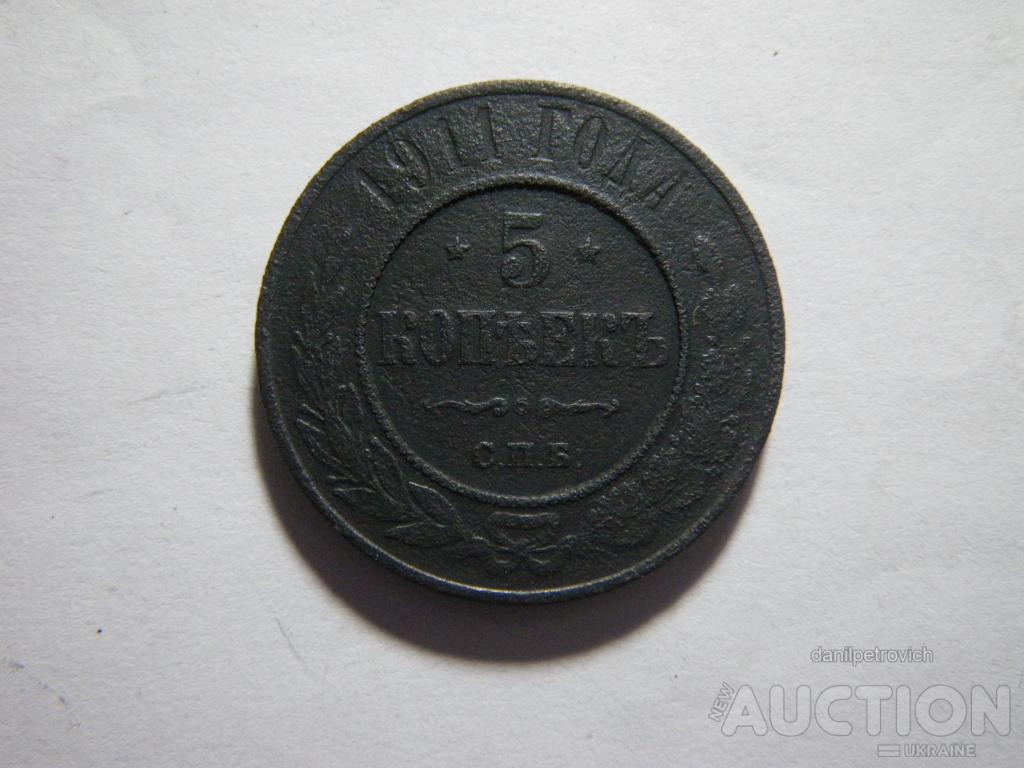 1911 ГОДА
5
КОПѢЕКЪ
С.П.Б.
danilpetrovich
NEW AUCTION
UKRAINE